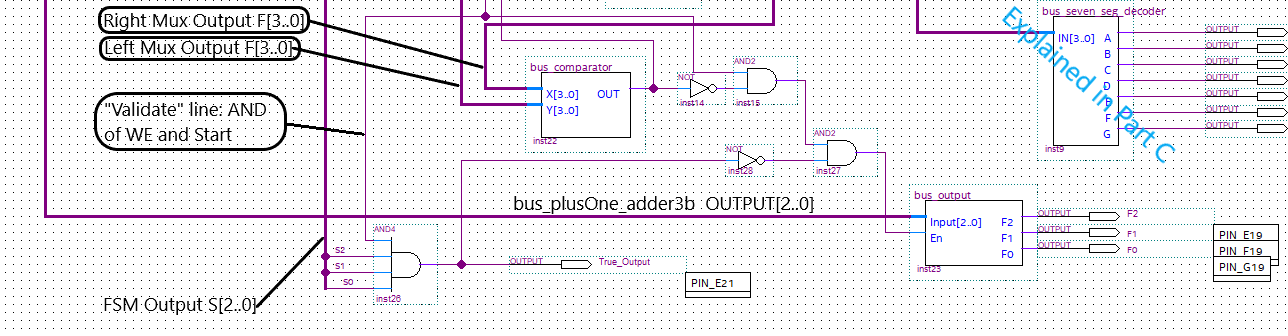 Right Mux Output F[3..0]
Left Mux Output F[3..0]
"Validate" line: AND
of WE and Start
bus_comparator
X[3..0] OUT
Y[3..0]
inst22
NOT
inst14
AND2
inst15
NOT
inst28
AND2
inst27
bus_seven_seg_decoder
IN[3..0] A
B
C
D
E
F
G
inst9
Explained in Part C
OUTPUT
OUTPUT
OUTPUT
OUTPUT
OUTPUT
OUTPUT
OUTPUT
bus_plusOne_adder3b OUTPUT[2..0]
bus_output
Input[2..0] F2
En F1
F0
inst23
OUTPUT F2
OUTPUT F1
OUTPUT F0
PIN_E19
PIN_F19
PIN_G19
AND4
S2
S1
S0
inst26
OUTPUT True_Output
PIN_E21
FSM Output S[2..0]